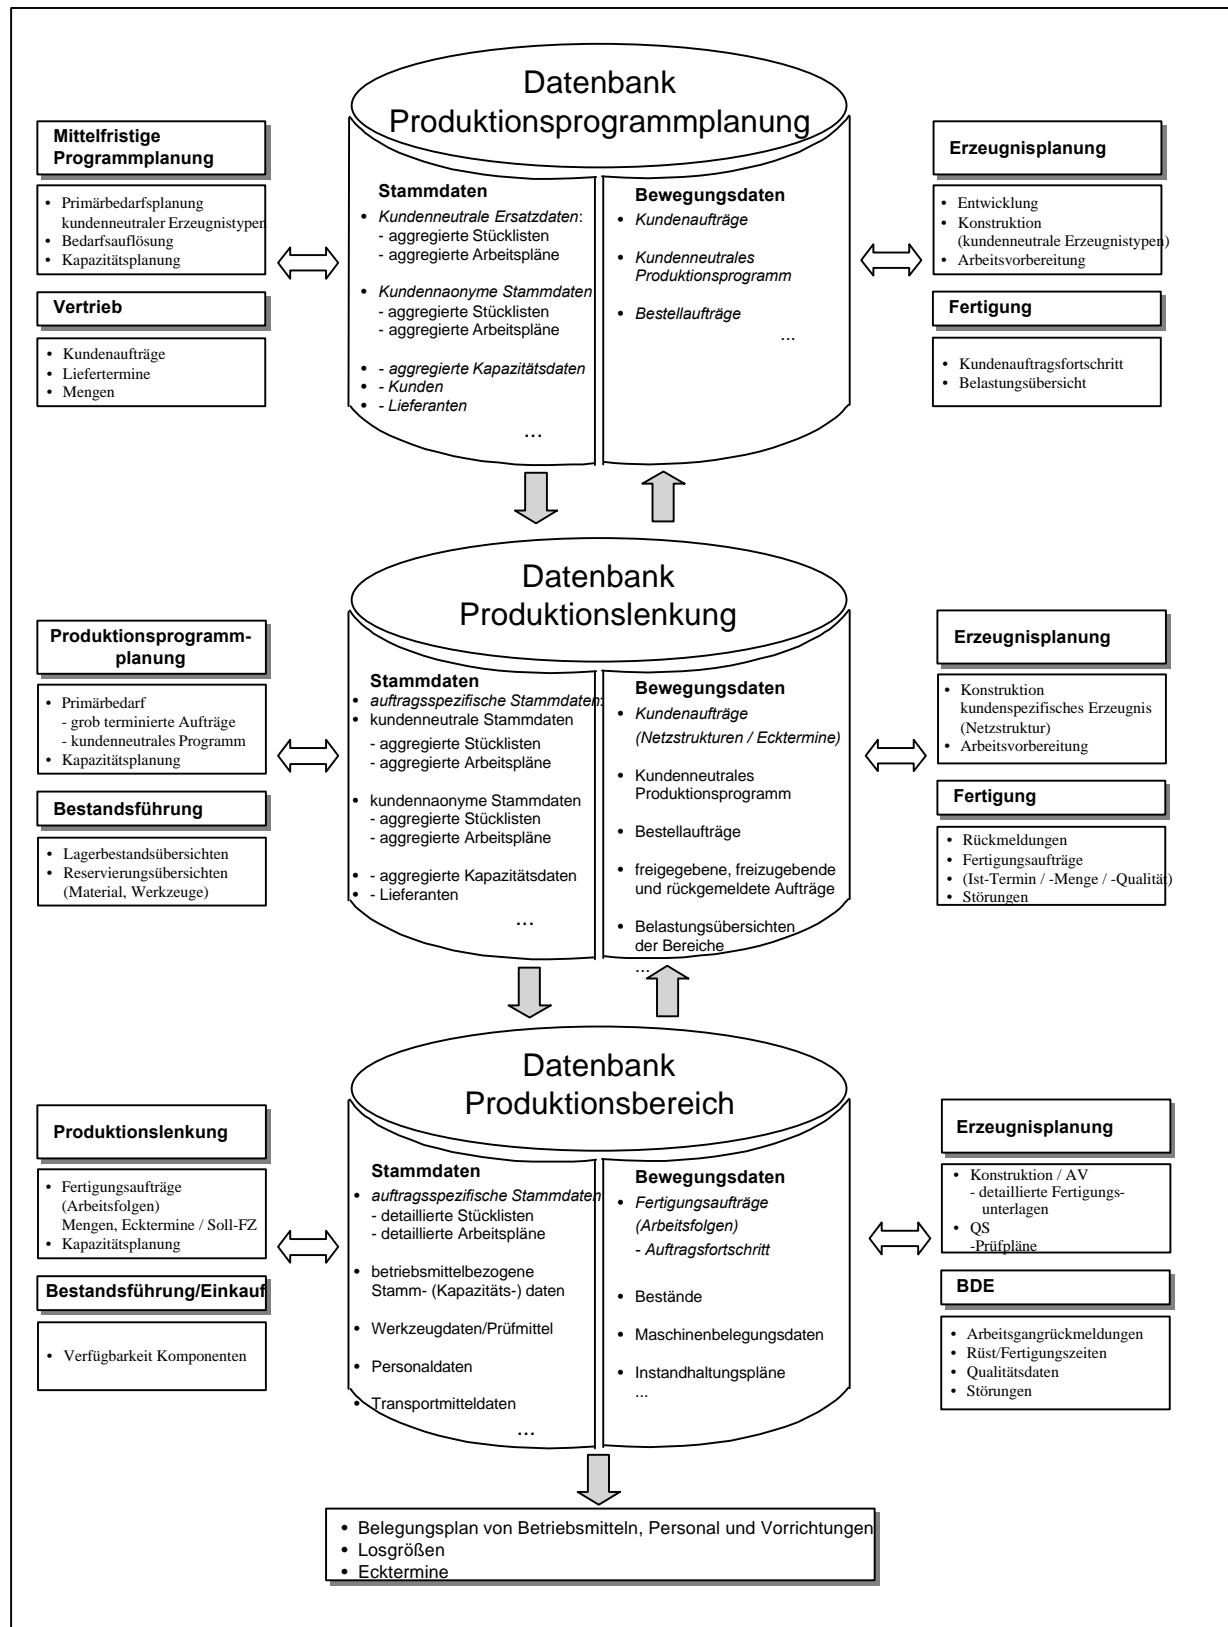 Datenbank
Produktionsprogrammplanung
Mittelfristige
Programmplanung
• Primärbedarfsplanung
kundenneutraler Erzeugnistypen
• Bedarfsauflösung
• Kapazitätsplanung
Vertrieb
• Kundenaufträge
• Liefertermine
• Mengen
Stammdaten
• Kundenneutrale Ersatzdaten:
- aggregierte Stücklisten
- aggregierte Arbeitspläne
• Kundennaonyme Stammdaten
- aggregierte Stücklisten
- aggregierte Arbeitspläne
• - aggregierte Kapazitätsdaten
• - Kunden
• - Lieferanten
...
Bewegungsdaten
• Kundenaufträge
• Kundenneutrales
Produktionsprogramm
• Bestellaufträge
...
Erzeugnisplanung
• Entwicklung
• Konstruktion
(kundenneutrale Erzeugnistypen)
• Arbeitsvorbereitung
Fertigung
• Kundenauftragsfortschritt
• Belastungsübersicht
Datenbank
Produktionslenkung
Produktionsprogramm-
planung
• Primärbedarf
- grob terminierte Aufträge
- kundenneutrales Programm
• Kapazitätsplanung
Bestandsführung
• Lagerbestandsübersichten
• Reservierungsübersichten
(Material, Werkzeuge)
Stammdaten
• auftragsspezifische Stammdaten:
• kundenneutrale Stammdaten
- aggregierte Stücklisten
- aggregierte Arbeitspläne
• kundennaonyme Stammdaten
- aggregierte Stücklisten
- aggregierte Arbeitspläne
• - aggregierte Kapazitätsdaten
• - Lieferanten
...
Bewegungsdaten
• Kundenaufträge
(Netzstrukturen / Ecktermine)
• Kundenneutrales
Produktionsprogramm
• Bestellaufträge
• freigegebene, freizugebende
und rückgemeldete Aufträge
• Belastungsübersichten
der Bereiche
...
Erzeugnisplanung
• Konstruktion
kundenspezifisches Erzeugnis
(Netzstruktur)
• Arbeitsvorbereitung
Fertigung
• Rückmeldungen
• Fertigungsaufträge
• (Ist-Termin / -Menge / -Qualität)
• Störungen
Datenbank
Produktionsbereich
Produktionslenkung
• Fertigungsaufträge
(Arbeitsfolgen)
Mengen, Ecktermine / Soll-FZ
• Kapazitätsplanung
Bestandsführung/Einkauf
• Verfügbarkeit Komponenten
Stammdaten
• auftragsspezifische Stammdaten
- detaillierte Stücklisten
- detaillierte Arbeitspläne
• betriebsmittelbezogene
Stamm- (Kapazitäts-) daten
• Werkzeugdaten/Prüfmittel
• Personaldaten
• Transportmitteldaten
...
Bewegungsdaten
• Fertigungsaufträge
(Arbeitsfolgen)
- Auftragsfortschritt
• Bestände
• Maschinenbelegungsdaten
• Instandhaltungspläne
...
Erzeugnisplanung
• Konstruktion / AV
- detaillierte Fertigungs-
unterlagen
• QS
-Prüfpläne
BDE
• Arbeitsgangrückmeldungen
• Rüst/Fertigungszeiten
• Qualitätsdaten
• Störungen
• Belegungsplan von Betriebsmitteln, Personal und Vorrichtungen
• Losgrößen
• Ecktermine